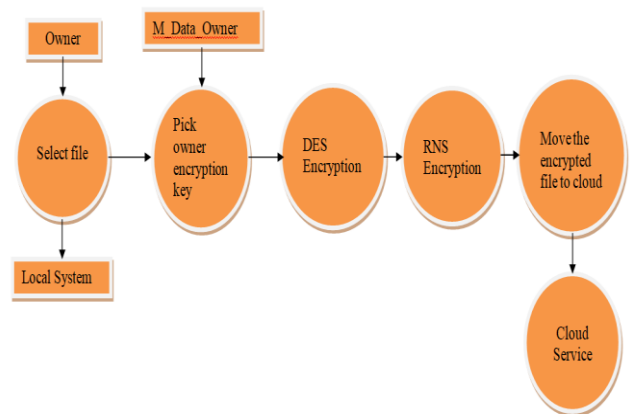 Owner
M_Data_Owner
Select file
Pick
owner
encryption
key
DES
Encryption
RNS
Encryption
Move the
encrypted
file to cloud
Local System
Cloud
Service